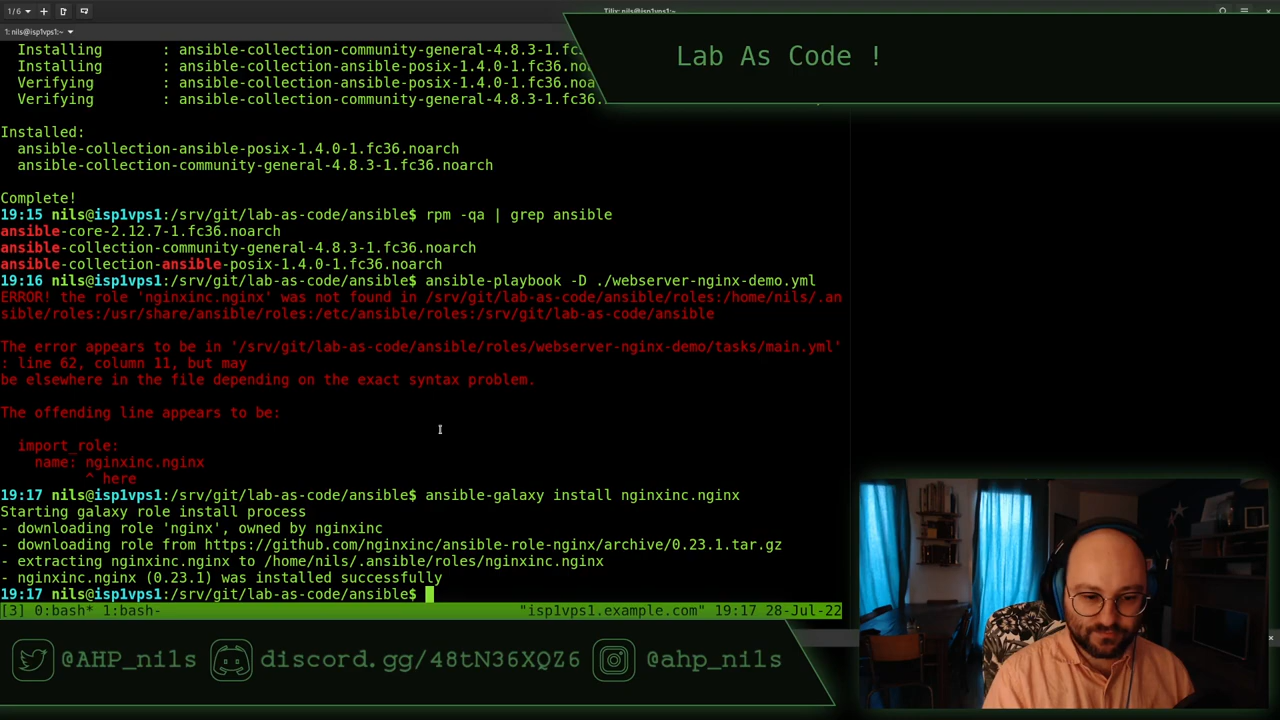 1/6
Tilix: nils@isp1vps1:~
1: nils@isp1vps1:~
Lab As Code !
Installing : ansible-collection-community-general-4.8.3-1.fc
Installing : ansible-collection-ansible-posix-1.4.0-1.fc36.no
Verifying : ansible-collection-ansible-posix-1.4.0-1.fc36.noa
Verifying : ansible-collection-community-general-4.8.3-1.fc36.
Installed:
ansible-collection-ansible-posix-1.4.0-1.fc36.noarch
ansible-collection-community-general-4.8.3-1.fc36.noarch
Complete!
19:15 nils@isp1vps1:/srv/git/lab-as-code/ansible$ rpm -qa | grep ansible
ansible-core-2.12.7-1.fc36.noarch
ansible-collection-community-general-4.8.3-1.fc36.noarch
ansible-collection-ansible-posix-1.4.0-1.fc36.noarch
19:16 nils@isp1vps1:/srv/git/lab-as-code/ansible$ ansible-playbook -D ./webserver-nginx-demo.yml
ERROR! the role 'nginxinc.nginx' was not found in /srv/git/lab-as-code/ansible/roles:/home/nils/.an
sible/roles:/usr/share/ansible/roles:/etc/ansible/roles:/srv/git/lab-as-code/ansible
The error appears to be in '/srv/git/lab-as-code/ansible/roles/webserver-nginx-demo/tasks/main.yml'
: line 62, column 11, but may
be elsewhere in the file depending on the exact syntax problem.
The offending line appears to be:
import_role:
name: nginxinc.nginx
^ here
19:17 nils@isp1vps1:/srv/git/lab-as-code/ansible$ ansible-galaxy install nginxinc.nginx
Starting galaxy role install process
- downloading role 'nginx', owned by nginxinc
- downloading role from https://github.com/nginxinc/ansible-role-nginx/archive/0.23.1.tar.gz
- extracting nginxinc.nginx to /home/nils/.ansible/roles/nginxinc.nginx
- nginxinc.nginx (0.23.1) was installed successfully
19:17 nils@isp1vps1:/srv/git/lab-as-code/ansible$
[3] 0:bash* 1:bash- "isp1vps1.example.com" 19:17 28-Jul-22
@AHP_nils discord.gg/48tN36XQZ6 @ahp_nils